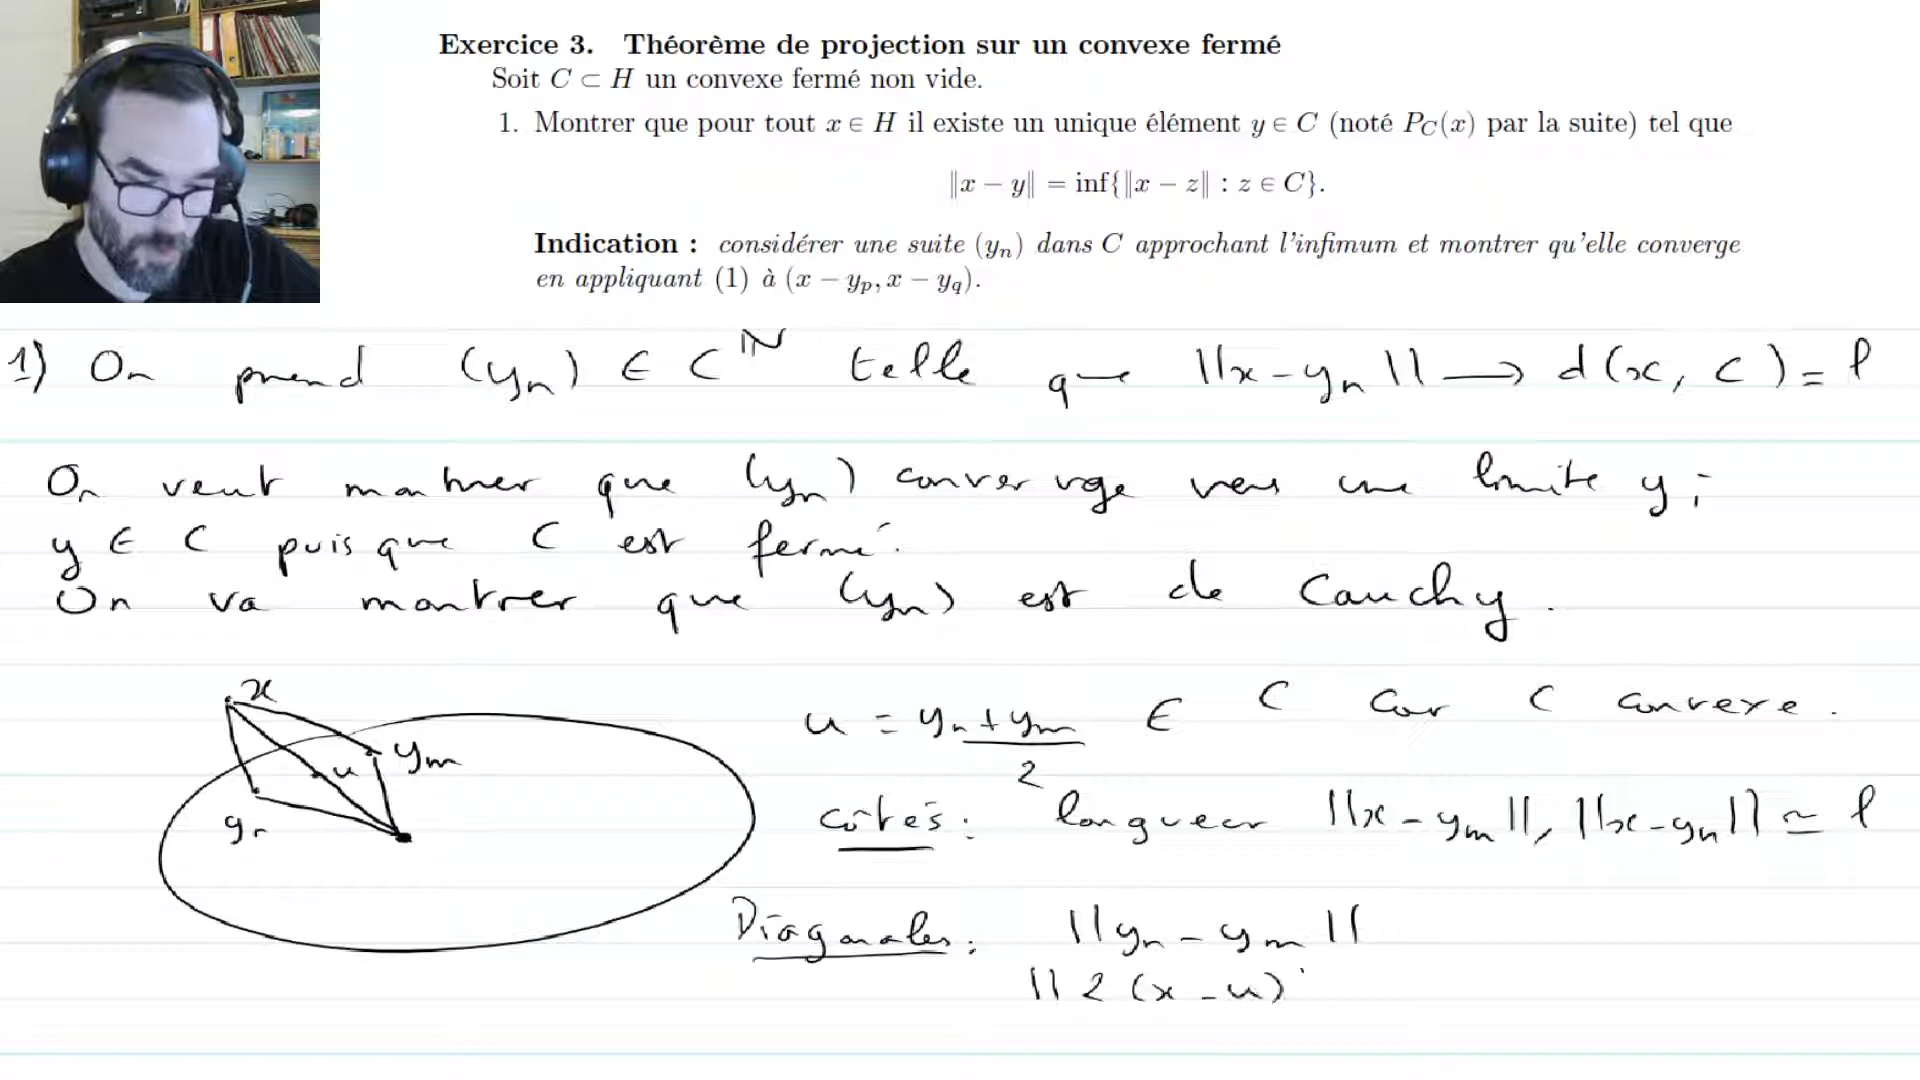 Exercice 3. Théorème de projection sur un convexe fermé
Soit C ⊂ H un convexe fermé non vide.
1. Montrer que pour tout x ∈ H il existe un unique élément y ∈ C (noté P_C(x) par la suite) tel que
‖x − y‖ = inf{‖x − z‖ : z ∈ C}.
Indication : considérer une suite (y_n) dans C approchant l'infimum et montrer qu'elle converge
en appliquant (1) à (x − y_p, x − y_q).
1) On prend (y_n) ∈ C^ℕ telle que ||x - y_n|| → d(x, C) = l
On veut montrer que (y_n) converge vers une limite y ;
y ∈ C puisque C est fermé.
On va montrer que (y_n) est de Cauchy.
x
y_m
u
y_n
u = (y_n + y_m)/2 ∈ C car C convexe.
côtés : longueur ||x - y_m||, ||x - y_n|| ≃ l
Diagonales : ||y_n - y_m||
||2(x - u)